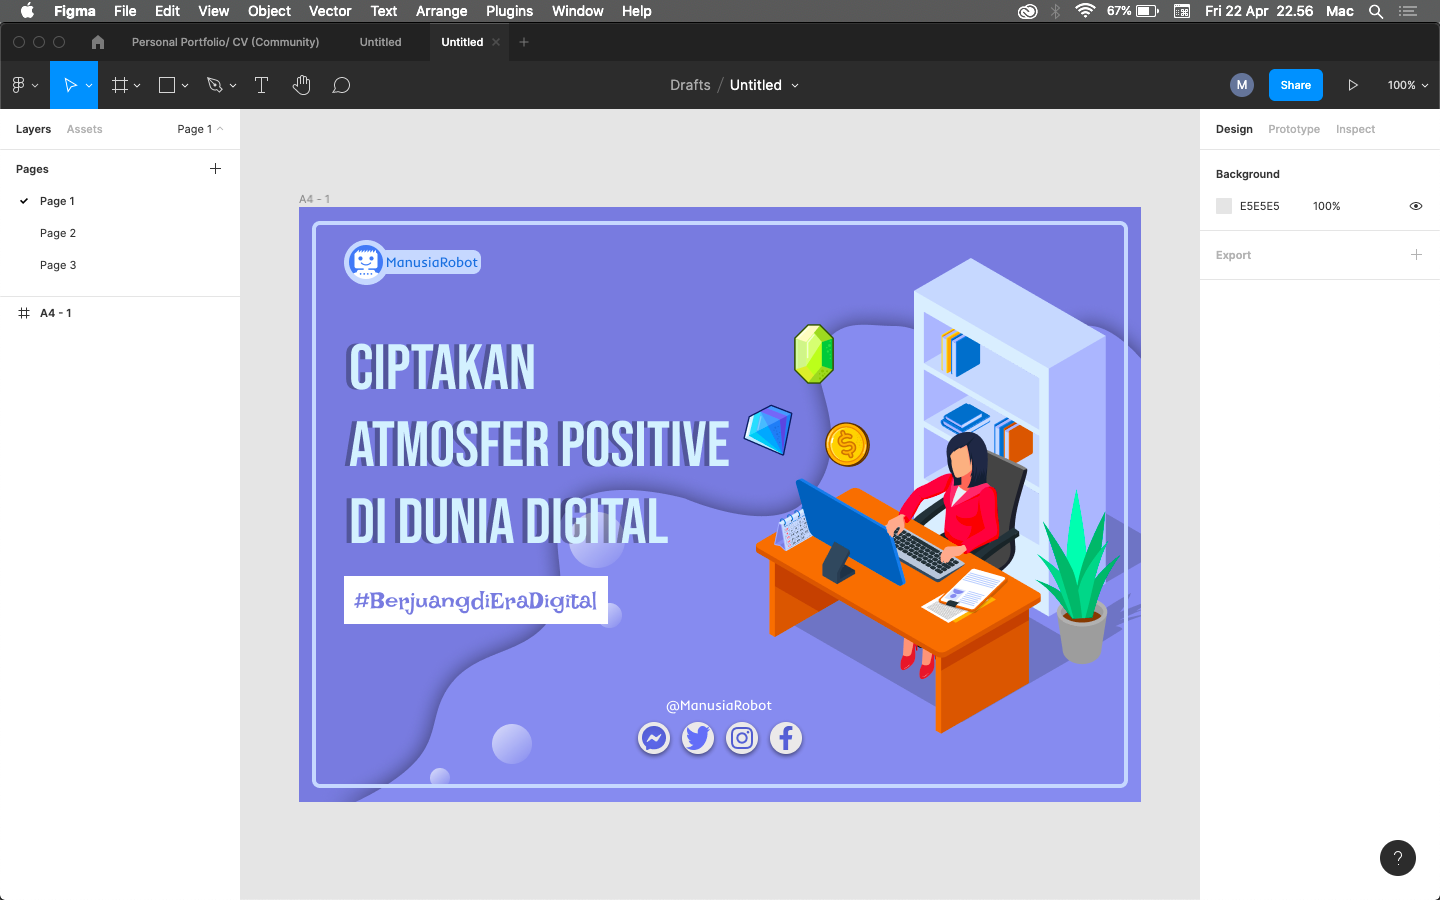 Figma File Edit View Object Vector Text Arrange Plugins Window Help 67% Fri 22 Apr 22.56 Mac
Personal Portfolio/ CV (Community) Untitled Untitled
Drafts / Untitled M Share 100%
Layers Assets Page 1
Pages
Page 1
Page 2
Page 3
A4 - 1
A4 - 1
ManusiaRobot
CIPTAKAN
ATMOSFER POSITIVE
DI DUNIA DIGITAL
#BerjuangdiEraDigital
@ManusiaRobot
Design Prototype Inspect
Background
E5E5E5 100%
Export
?